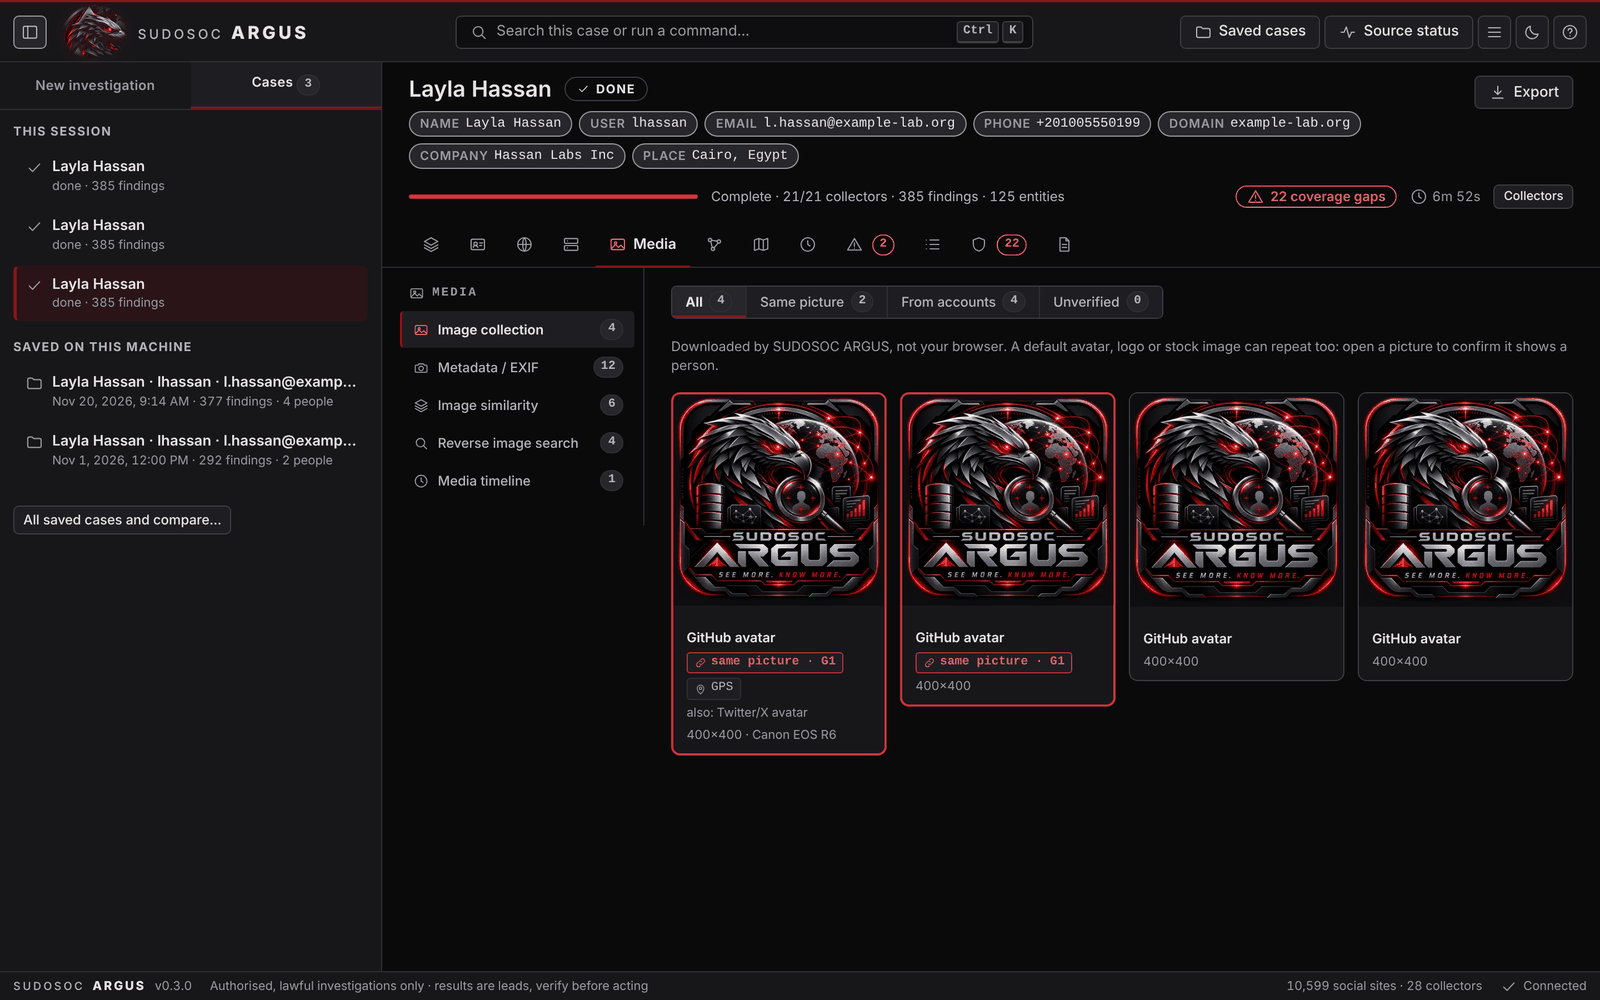 SUDOSOC ARGUS
Search this case or run a command...
Ctrl K
Saved cases
Source status
New investigation
Cases 3
THIS SESSION
Layla Hassan
done · 385 findings
Layla Hassan
done · 385 findings
Layla Hassan
done · 385 findings
SAVED ON THIS MACHINE
Layla Hassan · lhassan · l.hassan@examp...
Nov 20, 2026, 9:14 AM · 377 findings · 4 people
Layla Hassan · lhassan · l.hassan@examp...
Nov 1, 2026, 12:00 PM · 292 findings · 2 people
All saved cases and compare...
Layla Hassan
DONE
Export
NAME Layla Hassan
USER lhassan
EMAIL l.hassan@example-lab.org
PHONE +201005550199
DOMAIN example-lab.org
COMPANY Hassan Labs Inc
PLACE Cairo, Egypt
Complete · 21/21 collectors · 385 findings · 125 entities
22 coverage gaps
6m 52s
Collectors
Media
2
22
MEDIA
Image collection 4
Metadata / EXIF 12
Image similarity 6
Reverse image search 4
Media timeline 1
All 4
Same picture 2
From accounts 4
Unverified 0
Downloaded by SUDOSOC ARGUS, not your browser. A default avatar, logo or stock image can repeat too: open a picture to confirm it shows a
person.
SUDOSOC
ARGUS
SEE MORE. KNOW MORE.
GitHub avatar
same picture · G1
GPS
also: Twitter/X avatar
400×400 · Canon EOS R6
SUDOSOC
ARGUS
SEE MORE. KNOW MORE.
GitHub avatar
same picture · G1
400×400
SUDOSOC
ARGUS
SEE MORE. KNOW MORE.
GitHub avatar
400×400
SUDOSOC
ARGUS
SEE MORE. KNOW MORE.
GitHub avatar
400×400
SUDOSOC ARGUS v0.3.0
Authorised, lawful investigations only · results are leads, verify before acting
10,599 social sites · 28 collectors
Connected